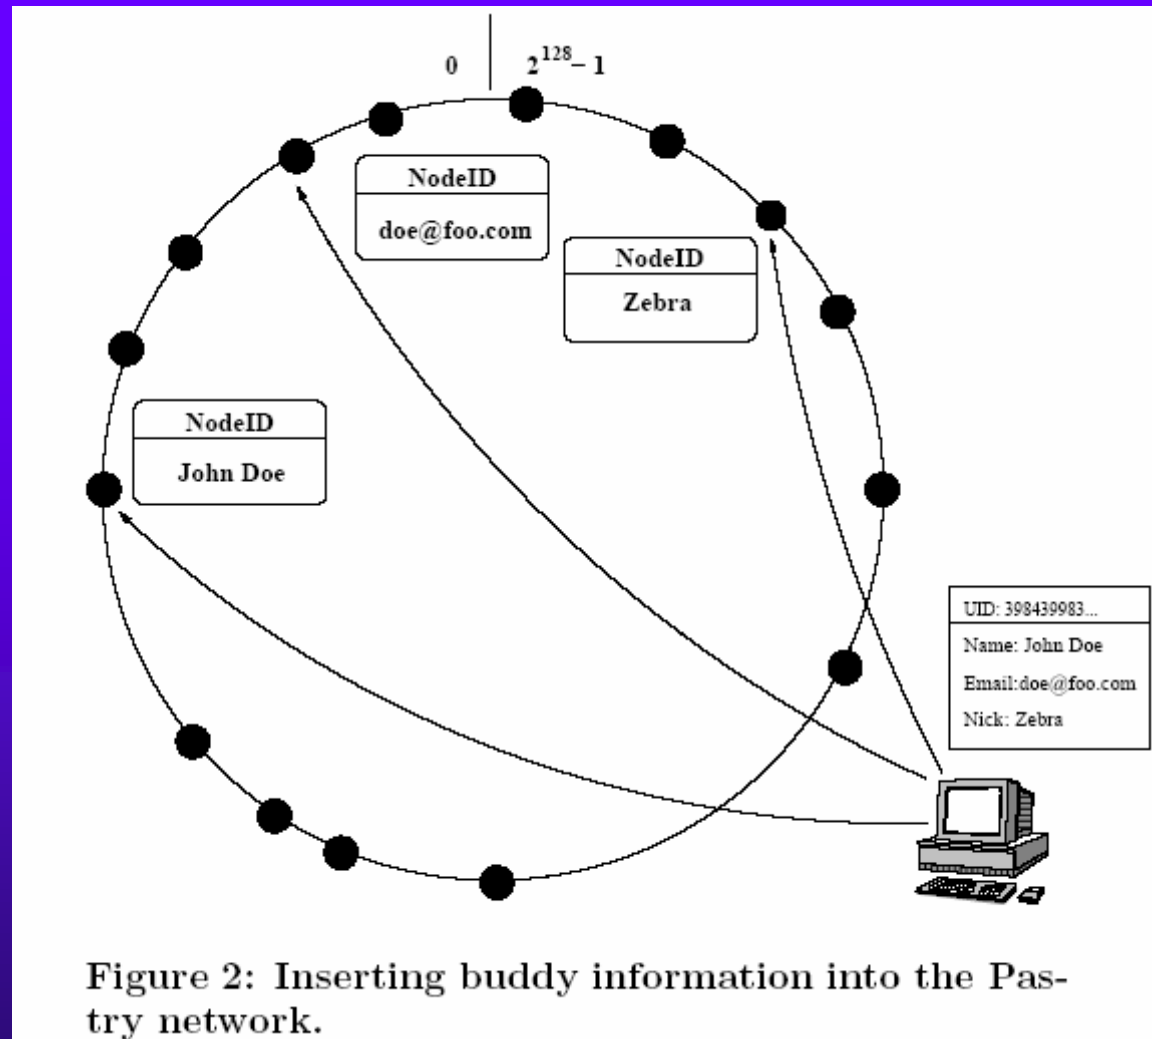 0 2^128 – 1
NodeID
doe@foo.com
NodeID
Zebra
NodeID
John Doe
UID: 398439983...
Name: John Doe
Email:doe@foo.com
Nick: Zebra
Figure 2: Inserting buddy information into the Pas-
try network.